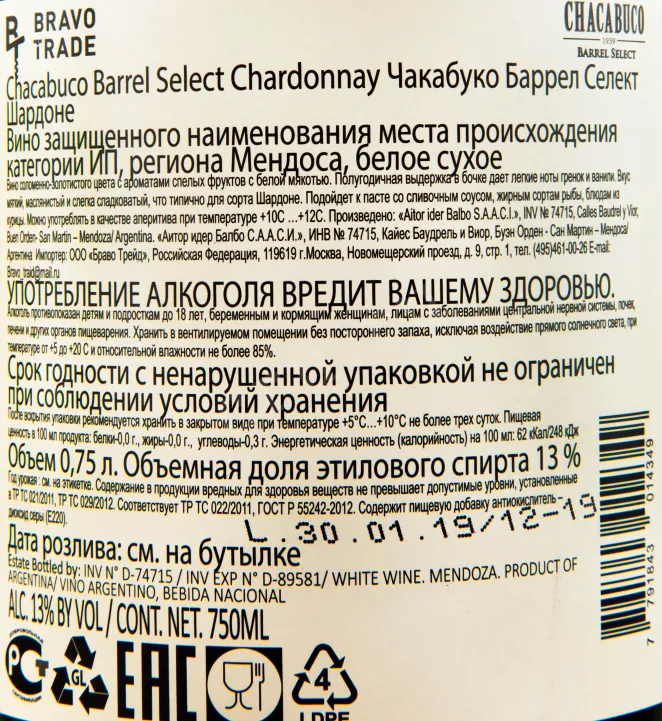 BRAVO
TRADE
CHACABUCO
1939
BARREL SELECT
Chacabuco Barrel Select Chardonnay Чакабуко Баррел Селект
Шардоне
Вино защищенного наименования места происхождения
категории ИП, региона Мендоса, белое сухое
Вино соломенно-золотистого цвета с ароматами спелых фруктов с белой мякотью. Полугодичная выдержка в бочке дает легкие ноты гренок и ванили. Вкус
мягкий, маслянистый и слегка сладковатый, что типично для сорта Шардоне. Подойдет к пасте со сливочным соусом, жирным сортам рыбы, блюдам из
курицы. Можно употреблять в качестве аперитива при температуре +10С ...+12С. Произведено: «Aitor ider Balbo S.A.A.C.I.», INV № 74715, Calles Baudrel y Vior,
Buen Orden- San Martin – Mendoza/ Argentina. «Аитор идер Балбо С.А.А.С.И.», ИНВ № 74715, Кайес Баудрель и Виор, Буэн Орден - Сан Мартин – Мендоса/
Аргентина Импортер: ООО «Браво Трейд», Российская Федерация, 119619 г.Москва, Новомещерский проезд, д. 9, стр. 1, тел. (495)461-00-26 E-mail:
Bravo_traid@mail.ru
УПОТРЕБЛЕНИЕ АЛКОГОЛЯ ВРЕДИТ ВАШЕМУ ЗДОРОВЬЮ.
Алкоголь противопоказан детям и подросткам до 18 лет, беременным и кормящим женщинам, лицам с заболеваниями центральной нервной системы, почек,
печени и других органов пищеварения. Хранить в вентилируемом помещении без постороннего запаха, исключая воздействие прямого солнечного света, при
температуре от +5 до +20 С и относительной влажности не более 85%.
Срок годности с ненарушенной упаковкой не ограничен
при соблюдении условий хранения
После вскрытия упаковки рекомендуется хранить в закрытом виде при температуре +5°С...+10°С не более трех суток. Пищевая
ценность в 100 мл продукта: белки-0,0 г., жиры-0,0 г., углеводы-0,3 г. Энергетическая ценность (калорийность) на 100 мл: 62 кКал/248 кДж
Объем 0,75 л. Объемная доля этилового спирта 13 %
Год урожая : см. на этикетке. Содержание в продукции вредных для здоровья веществ не превышает допустимые уровни, установленные
в ТР ТС 021/2011, ТР ТС 029/2012. Соответствует ТР ТС 022/2011, ГОСТ Р 55242-2012. Содержит пищевую добавку антиокислитель –
диоксид серы (Е220).
L.30.01.19/12-19
Дата розлива: см. на бутылке
Estate Bottled by: INV N° D-74715 / INV EXP N° D-89581/ WHITE WINE. MENDOZA. PRODUCT OF
ARGENTINA/ VINO ARGENTINO, BEBIDA NACIONAL
ALC. 13% BY VOL / CONT. NET. 750ML
7 791843 014349
ДОБРОВОЛЬНАЯ
РСТ
СЕРТИФИКАЦИЯ
GL
EAC
4
LDPE